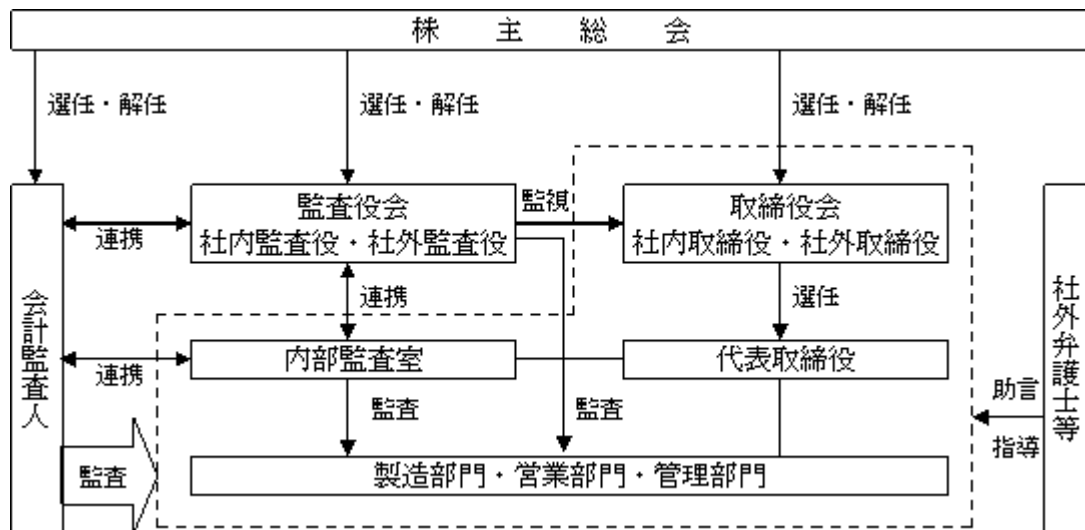 株主総会
選任・解任
選任・解任
選任・解任
監査役会
社内監査役・社外監査役
監視
取締役会
社内取締役・社外取締役
連携
連携
選任
会計監査人
社外弁護士等
内部監査室
代表取締役
連携
監査
監査
助言
指導
監査
製造部門・営業部門・管理部門